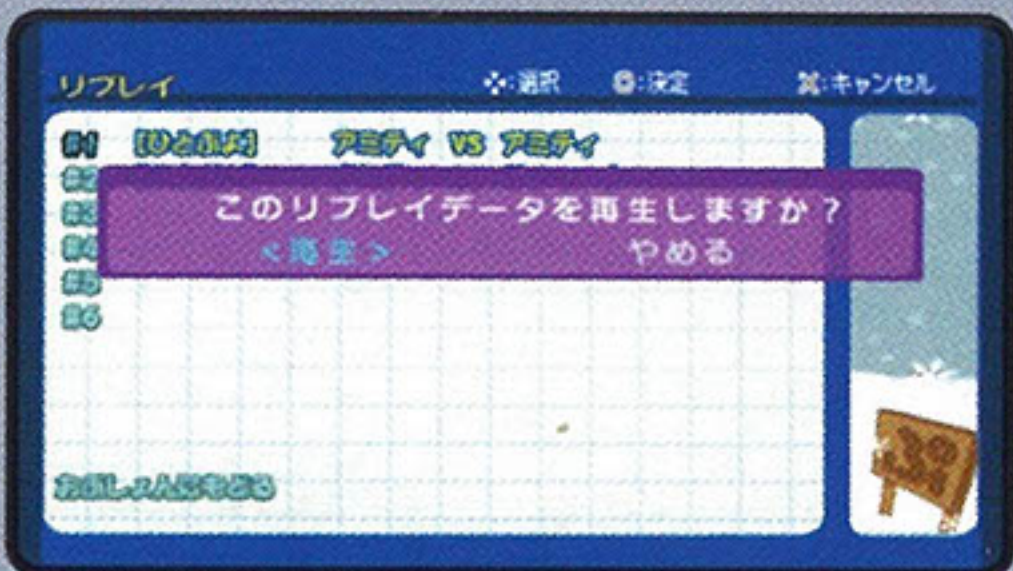 リプレイ :選択 ◎:決定 ✕:キャンセル
#1 【ひとぷよ】 アミティ VS アミティ
#2
#3
#4
#5
#6
このリプレイデータを再生しますか?
<再生> やめる
おぷしょんにもどる